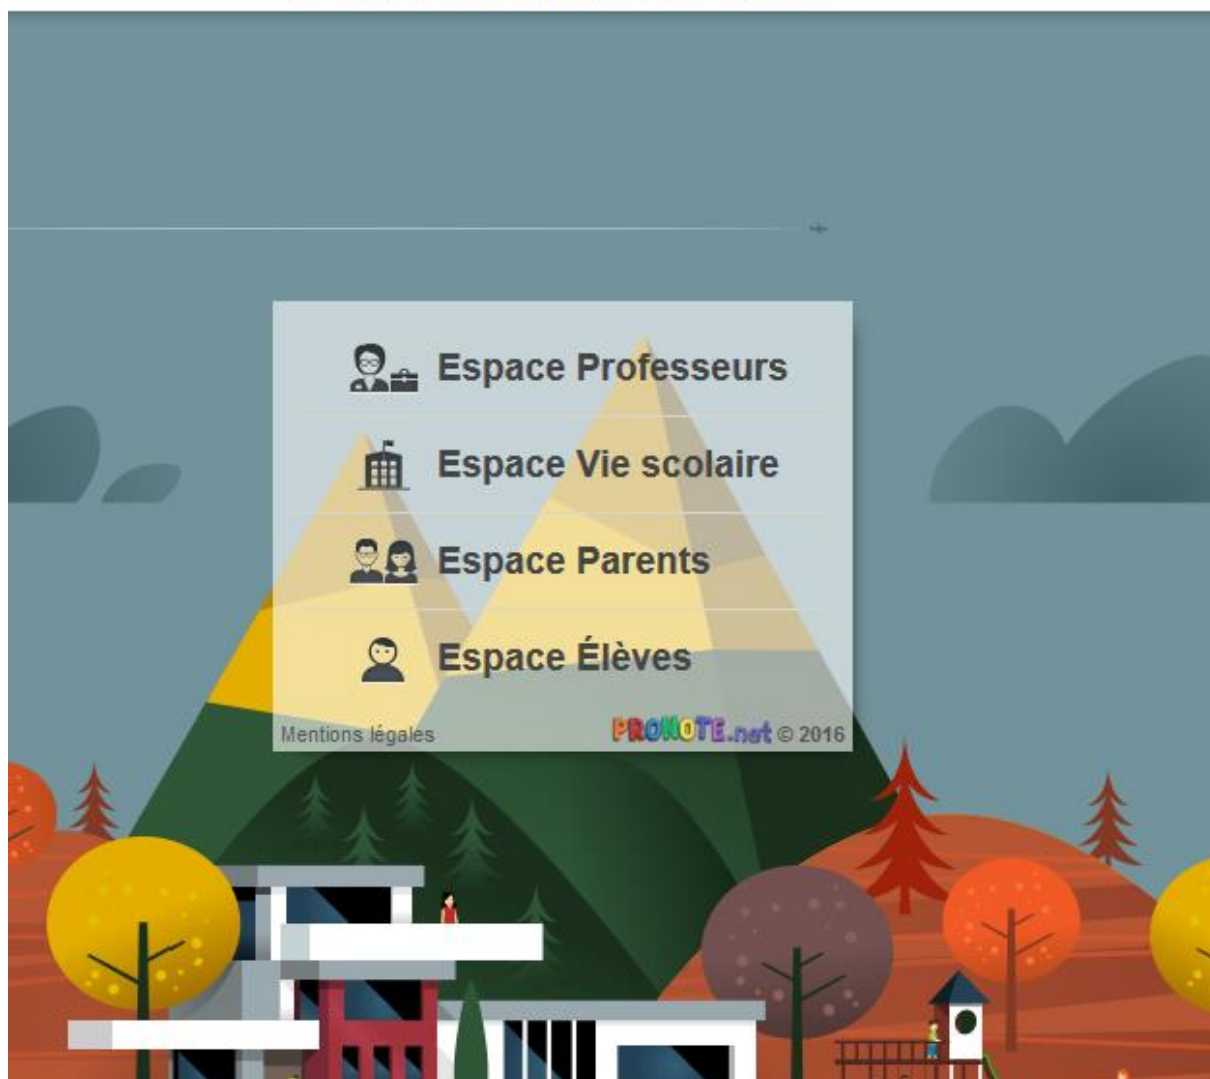 Espace Professeurs
Espace Vie scolaire
Espace Parents
Espace Élèves
Mentions légales PRONOTE.net © 2016